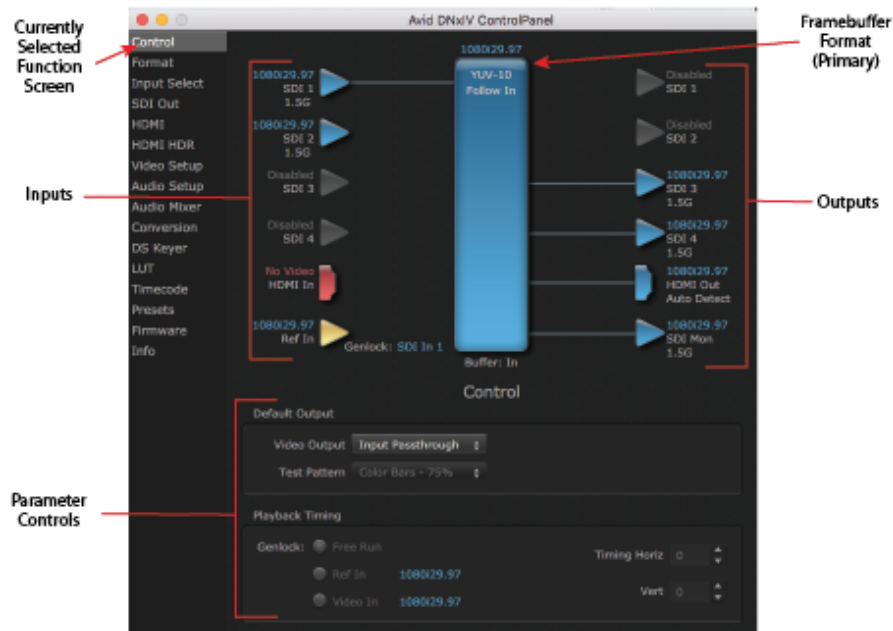 Avid DNxIV ControlPanel
Currently
Selected
Function
Screen
Framebuffer
Format
(Primary)
Control
Format
Input Select
SDI Out
HDMI
HDMI HDR
Video Setup
Audio Setup
Audio Mixer
Conversion
DS Keyer
LUT
Timecode
Presets
Firmware
Info
Inputs
1080i29.97
SDI 1
1.5G
1080i29.97
SDI 2
1.5G
Disabled
SDI 3
Disabled
SDI 4
No Video
HDMI In
1080i29.97
Ref In
Genlock: SDI In 1
1080i29.97
YUV-10
Follow In
Buffer: In
Disabled
SDI 1
Disabled
SDI 2
1080i29.97
SDI 3
1.5G
1080i29.97
SDI 4
1.5G
1080i29.97
HDMI Out
Auto Detect
1080i29.97
SDI Mon
1.5G
Outputs
Control
Parameter
Controls
Default Output
Video Output Input Passthrough
Test Pattern Color Bars - 75%
Playback Timing
Genlock: Free Run
Ref In 1080i29.97
Video In 1080i29.97
Timing Horiz 0
Vert 0